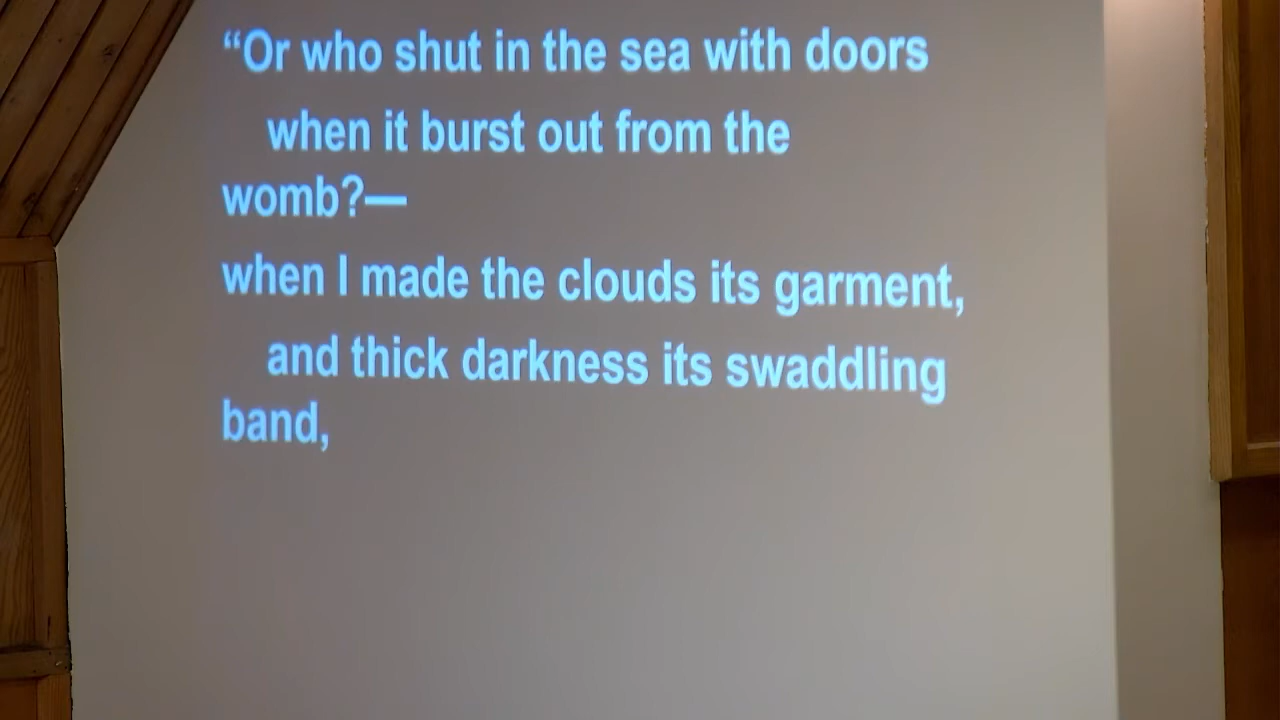 “Or who shut in the sea with doors
when it burst out from the
womb?—
when I made the clouds its garment,
and thick darkness its swaddling
band,